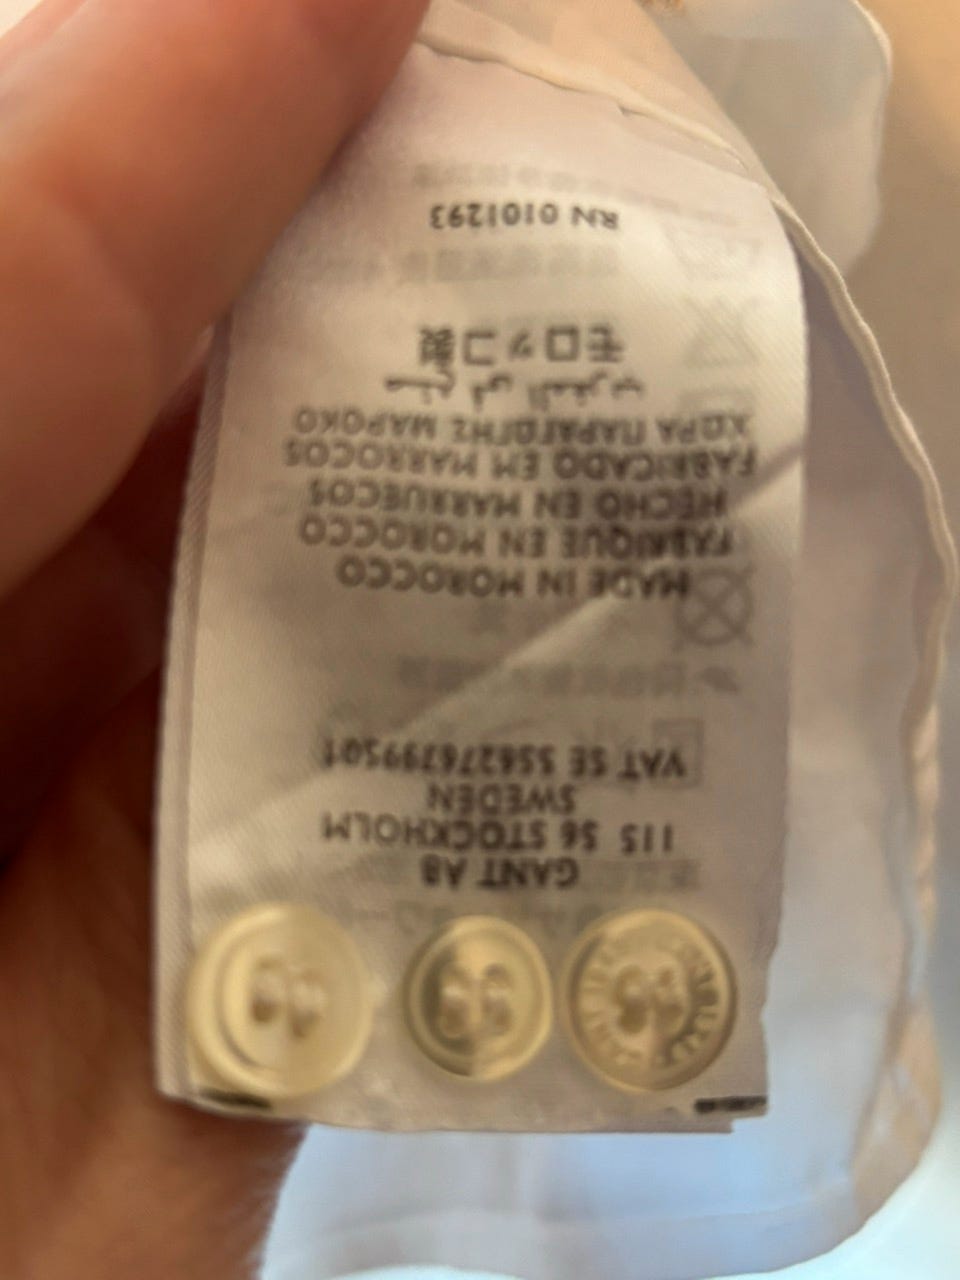 GANT AB
115 56 STOCKHOLM
SWEDEN
VAT SE 556276799501
MADE IN MOROCCO
FABRIQUE EN MOROCCO
HECHO EN MARRUECOS
FABRICADO EM MARROCOS
ΧΩΡΑ ΠΑΡΑΓΩΓΗΣ ΜΑΡΟΚΟ
صنع في المغرب
モロッコ製
RN 0101293